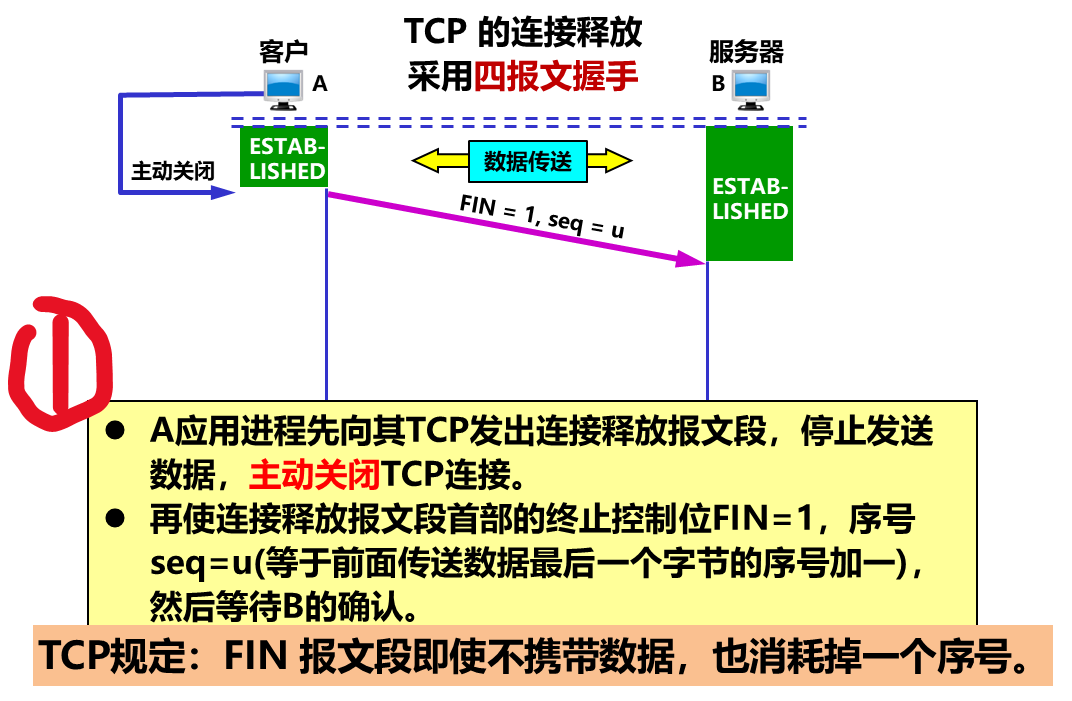 TCP 的连接释放
采用四报文握手
客户
A
服务器
B
ESTAB-
LISHED
数据传送
ESTAB-
LISHED
主动关闭
FIN = 1, seq = u
①
● A应用进程先向其TCP发出连接释放报文段，停止发送
数据，主动关闭TCP连接。
● 再使连接释放报文段首部的终止控制位FIN=1，序号
seq=u(等于前面传送数据最后一个字节的序号加一)，
然后等待B的确认。
TCP规定：FIN 报文段即使不携带数据，也消耗掉一个序号。